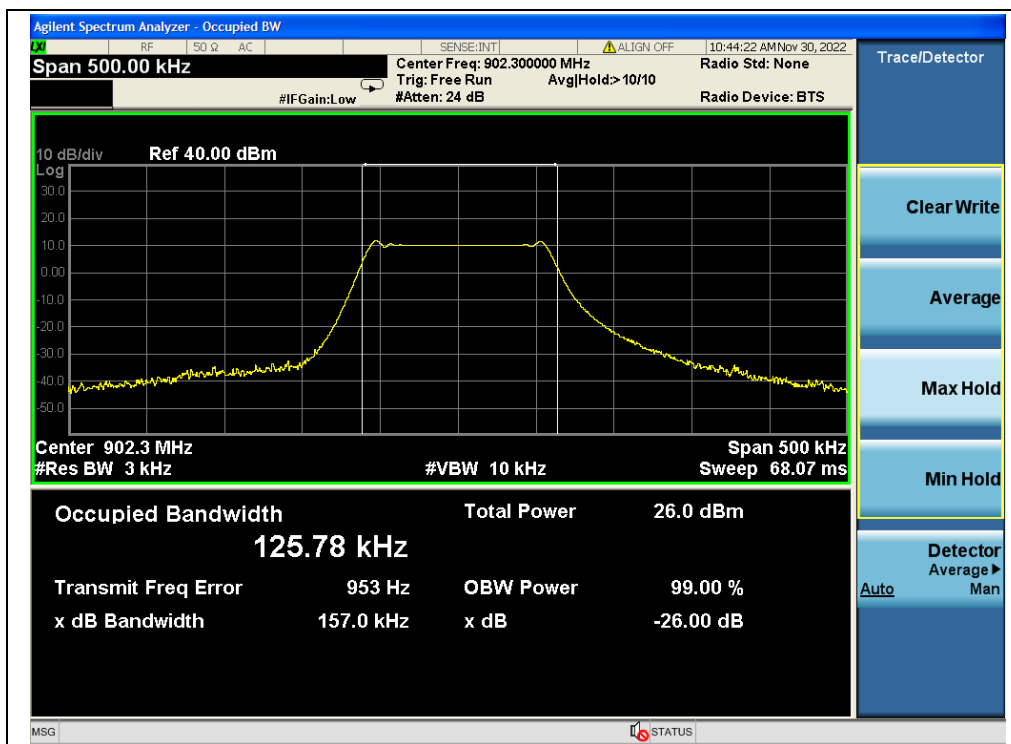 Agilent Spectrum Analyzer - Occupied BW
LXI RF 50 Ω AC SENSE:INT ALIGN OFF 10:44:22 AM Nov 30, 2022
Span 500.00 kHz Center Freq: 902.300000 MHz Radio Std: None Trace/Detector
Trig: Free Run Avg|Hold:> 10/10
#IFGain:Low #Atten: 24 dB Radio Device: BTS
10 dB/div Ref 40.00 dBm
Log
30.0
20.0
10.0
0.00
-10.0
-20.0
-30.0
-40.0
-50.0
Center 902.3 MHz Span 500 kHz
#Res BW 3 kHz #VBW 10 kHz Sweep 68.07 ms
Occupied Bandwidth Total Power 26.0 dBm
125.78 kHz
Transmit Freq Error 953 Hz OBW Power 99.00 %
x dB Bandwidth 157.0 kHz x dB -26.00 dB
Clear Write
Average
Max Hold
Min Hold
Detector
Average
Auto Man
MSG STATUS